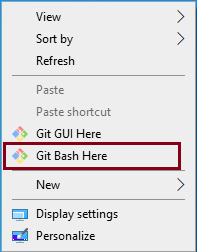 View
Sort by
Refresh
Paste
Paste shortcut
Git GUI Here
Git Bash Here
New
Display settings
Personalize